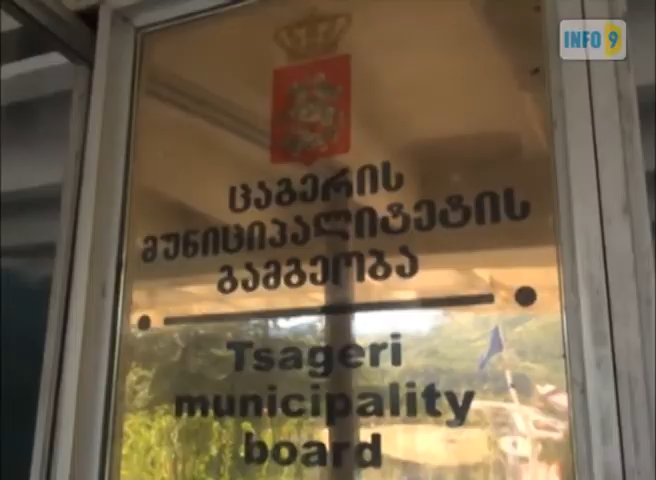 INFO 9
ცაგერის
მუნიციპალიტეტის
გამგეობა
Tsageri
municipality
board